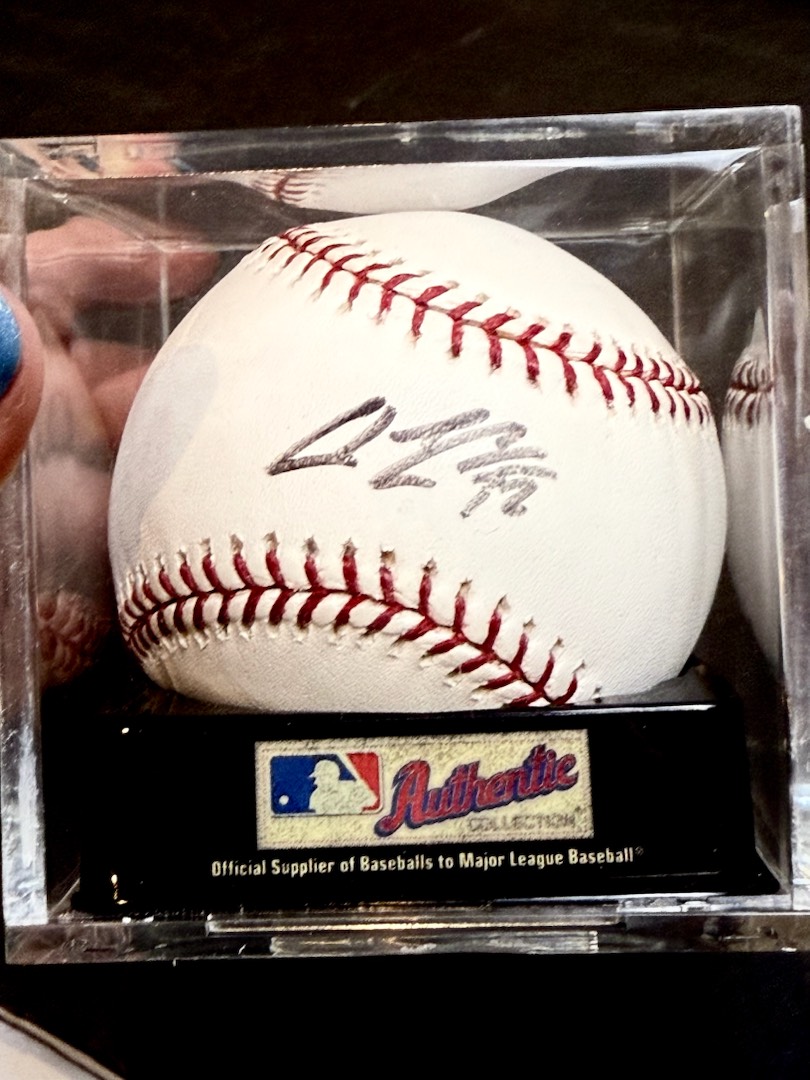 Authentic
COLLECTION
Official Supplier of Baseballs to Major League Baseball®